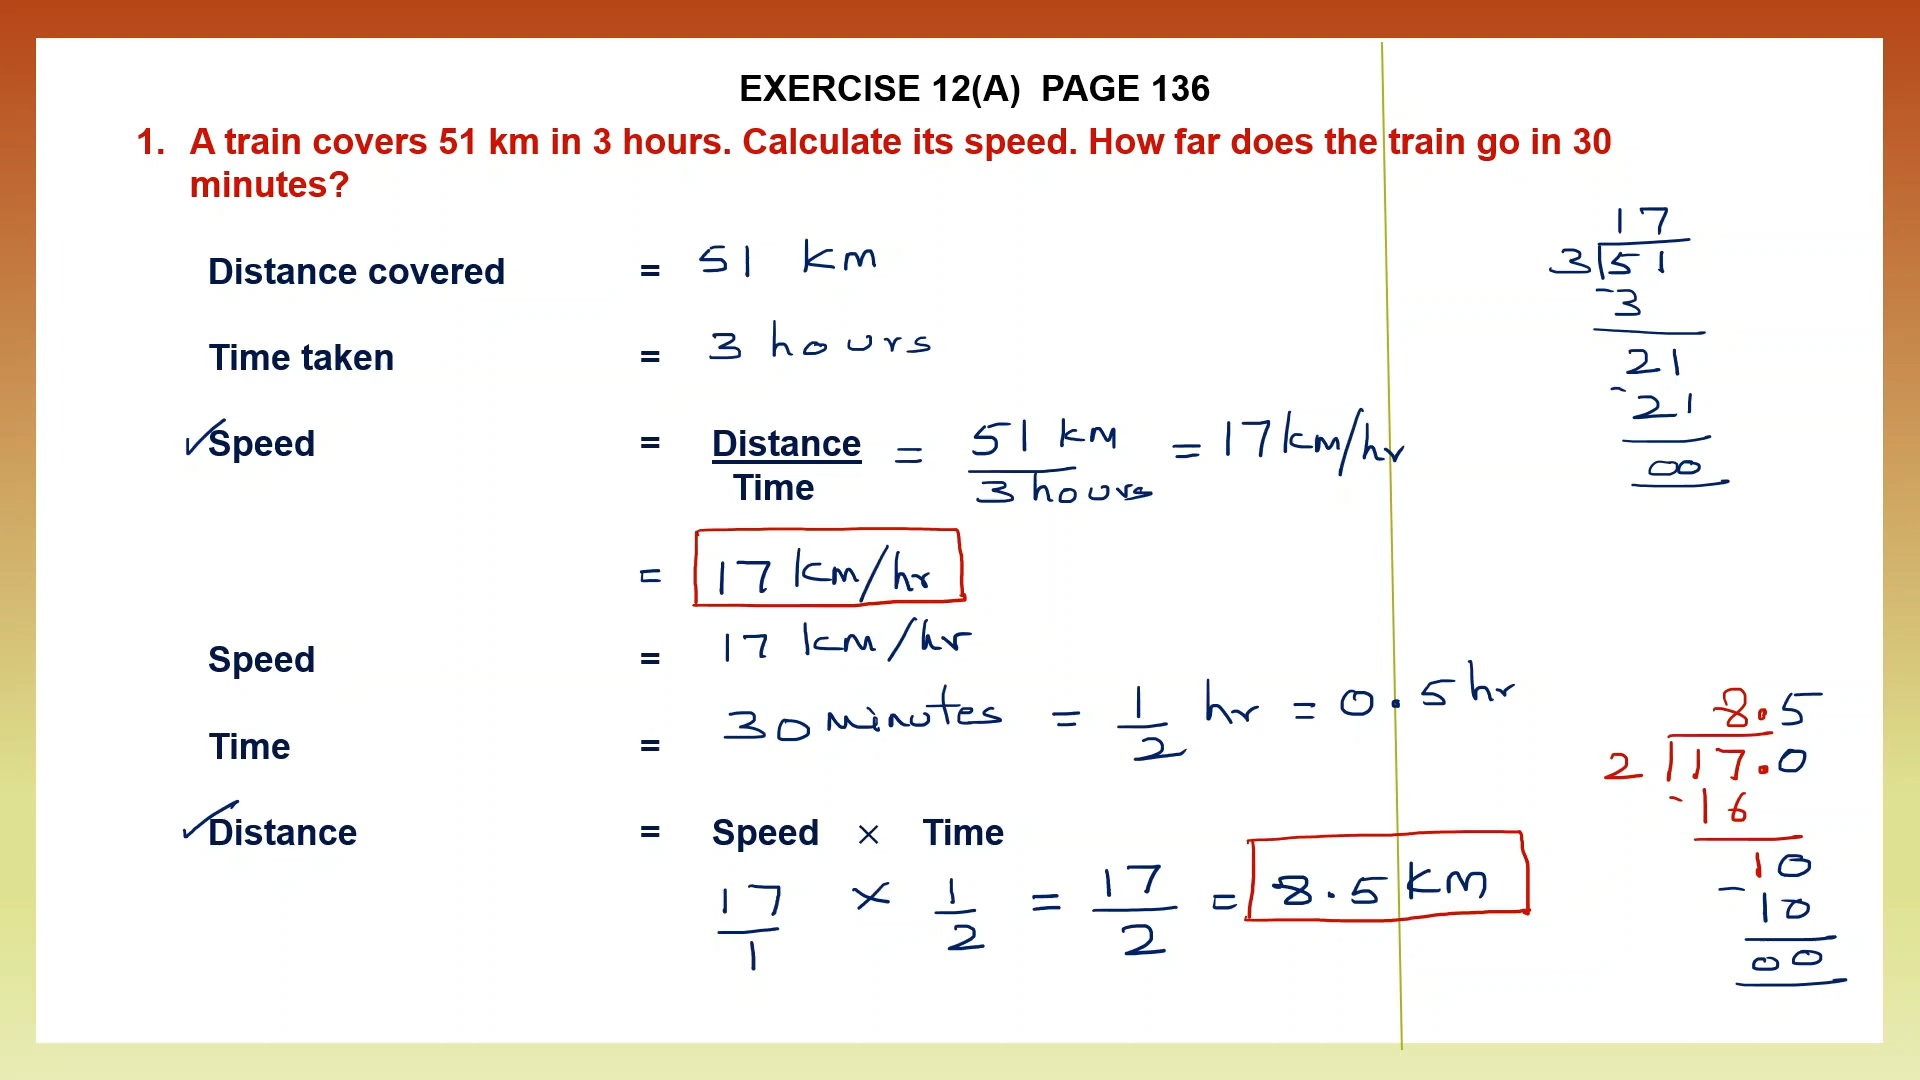 EXERCISE 12(A) PAGE 136
1. A train covers 51 km in 3 hours. Calculate its speed. How far does the train go in 30
minutes?
Distance covered = 51 km
Time taken = 3 hours
Speed = Distance / Time = 51 km / 3 hours = 17 km/hr
= 17 km/hr
Speed = 17 km/hr
Time = 30 minutes = 1/2 hr = 0.5 hr
Distance = Speed × Time
17/1 × 1/2 = 17/2 = 8.5 km
17
3 51
-3
21
-21
00
8.5
2 17.0
-16
10
-10
00